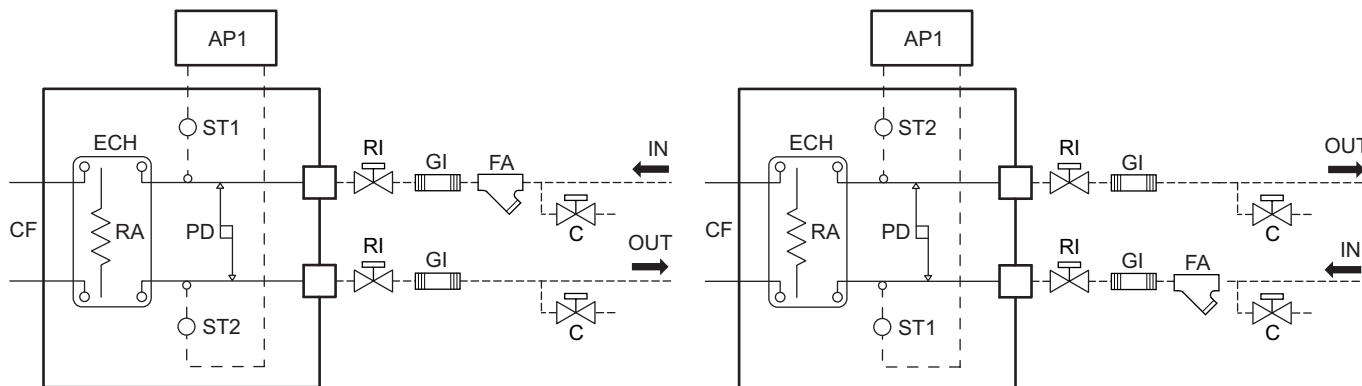 AP1
ST1
ECH
RI
GI
FA
IN
CF
RA
PD
C
RI
GI
OUT
ST2
C
AP1
ST2
ECH
RI
GI
OUT
CF
RA
PD
C
RI
GI
FA
IN
ST1
C